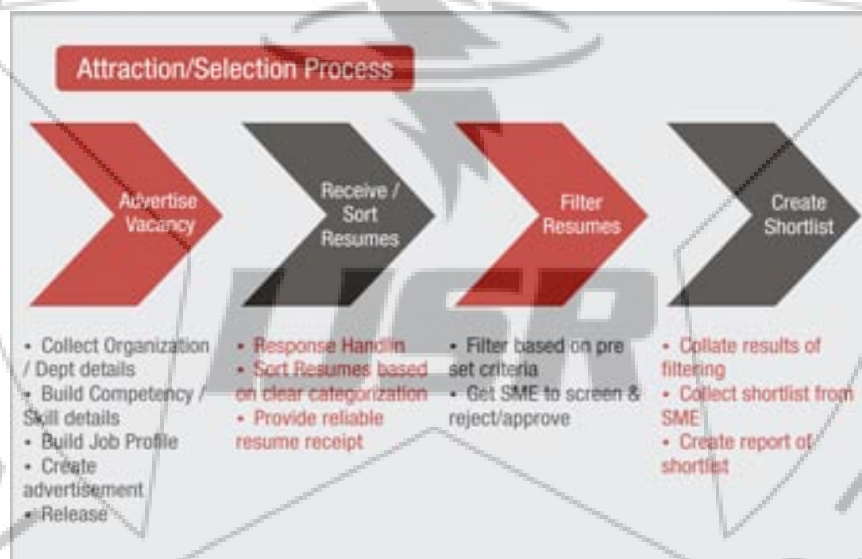 Attraction/Selection Process
Advertise
Vacancy
Receive /
Sort
Resumes
Filter
Resumes
Create
Shortlist
• Collect Organization
/ Dept details
• Build Competency /
Skill details
• Build Job Profile
• Create
advertisement
• Release
• Response Handlin
• Sort Resumes based
on clear categorization
• Provide reliable
resume receipt
• Filter based on pre
set criteria
• Get SME to screen &
reject/approve
• Collate results of
filtering
• Collect shortlist from
SME
• Create report of
shortlist
USR